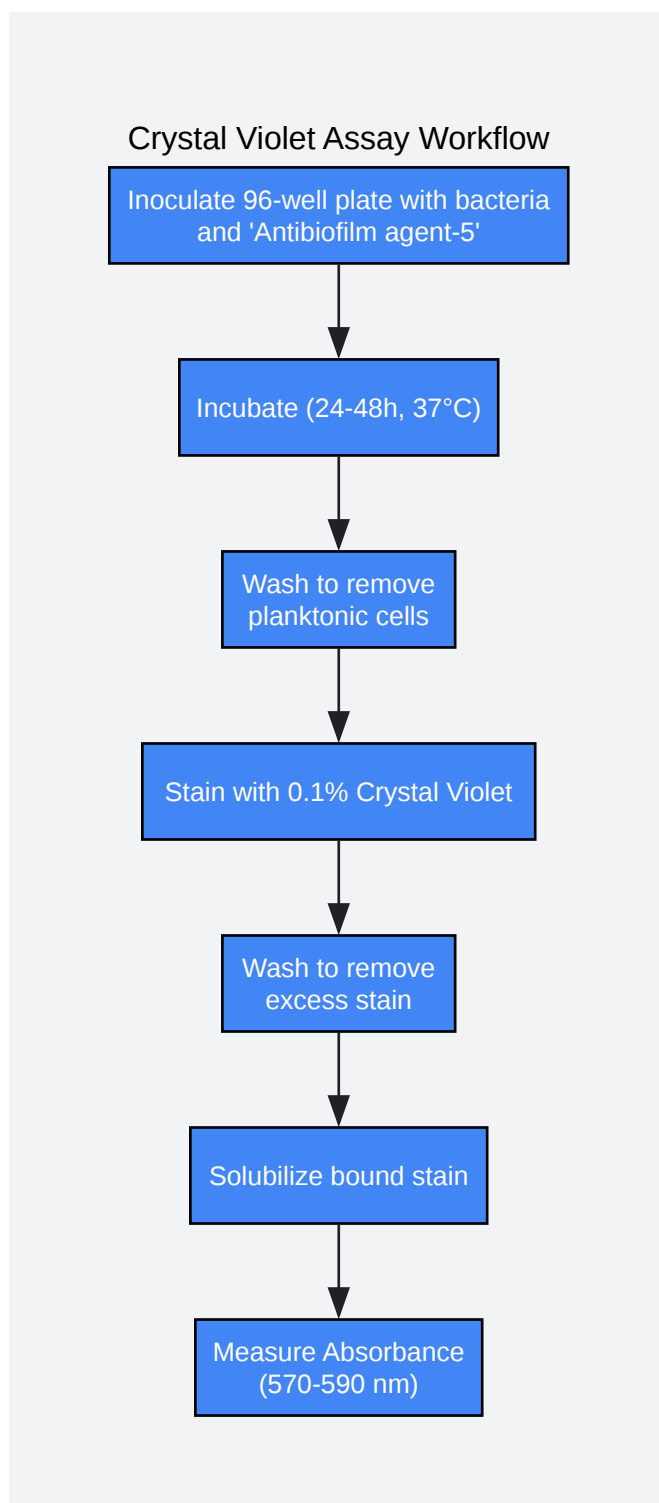 Crystal Violet Assay Workflow
Inoculate 96-well plate with bacteria
and 'Antibiofilm agent-5'
Incubate (24-48h, 37°C)
Wash to remove
planktonic cells
Stain with 0.1% Crystal Violet
Wash to remove
excess stain
Solubilize bound stain
Measure Absorbance
(570-590 nm)